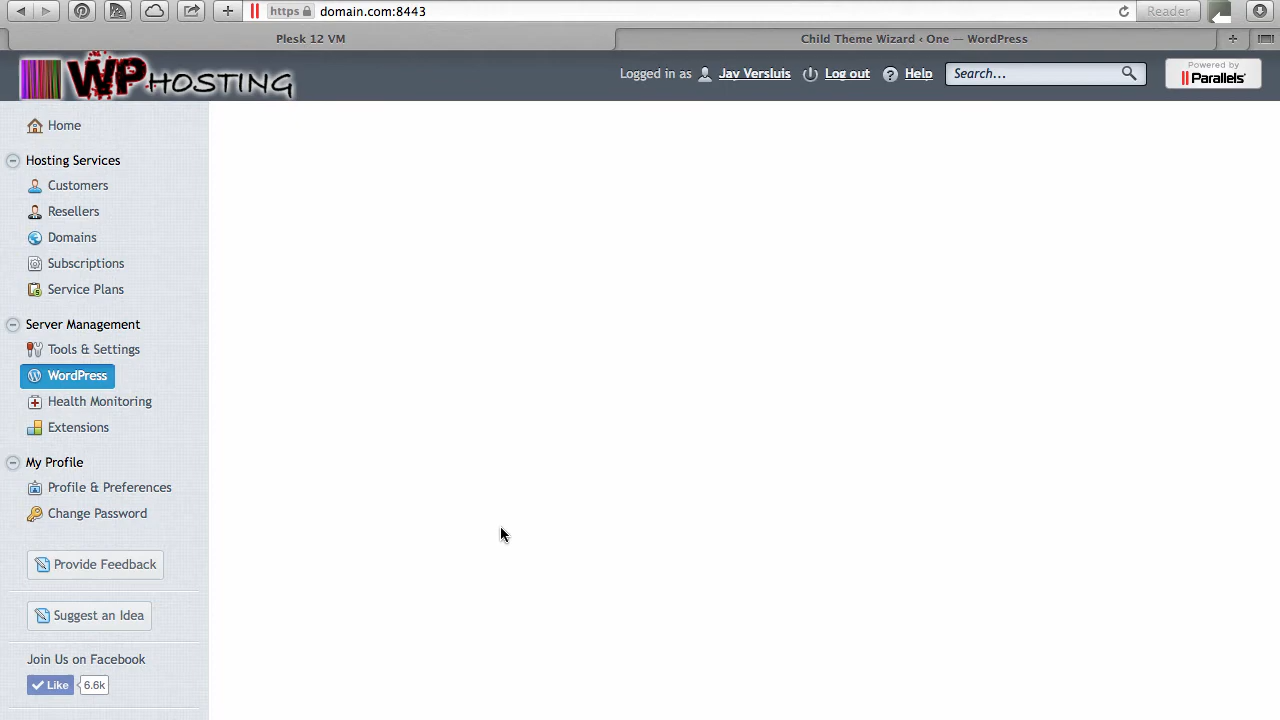 https domain.com:8443 Reader
Plesk 12 VM Child Theme Wizard ‹ One — WordPress
WP HOSTING Logged in as Jay Versluis Log out Help Search... Powered by
Parallels®
Home
Hosting Services
Customers
Resellers
Domains
Subscriptions
Service Plans
Server Management
Tools & Settings
WordPress
Health Monitoring
Extensions
My Profile
Profile & Preferences
Change Password
Provide Feedback
Suggest an Idea
Join Us on Facebook
Like 6.6k